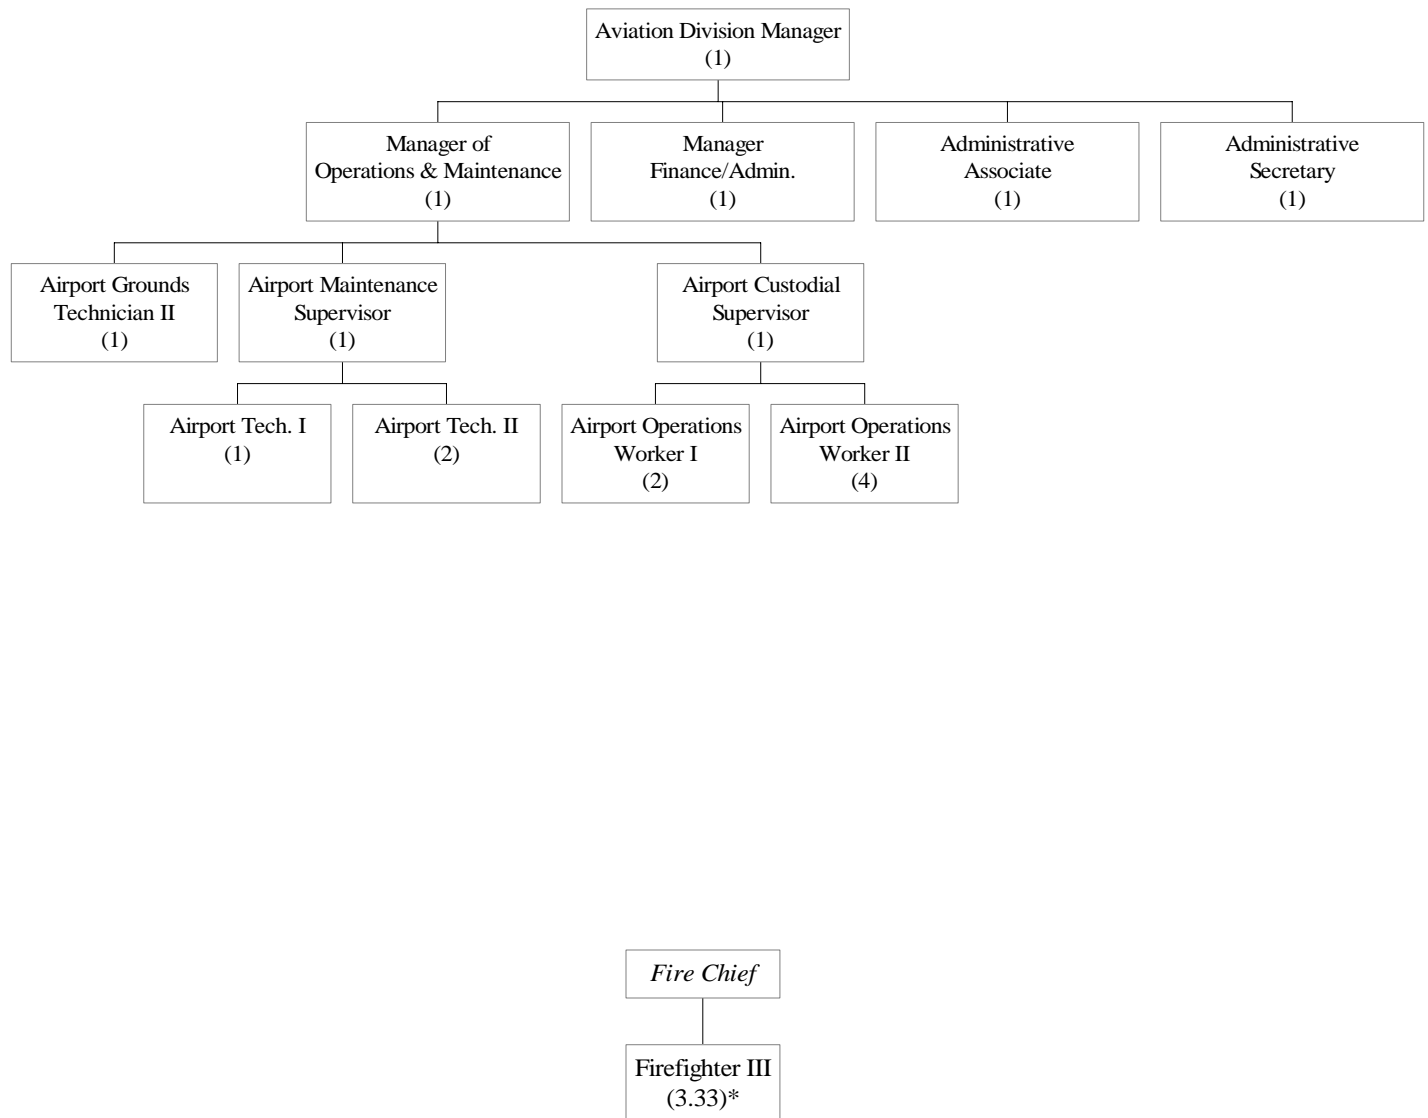 Aviation Division Manager
(1)
Manager of
Operations & Maintenance
(1)
Manager
Finance/Admin.
(1)
Administrative
Associate
(1)
Administrative
Secretary
(1)
Airport Grounds
Technician II
(1)
Airport Maintenance
Supervisor
(1)
Airport Custodial
Supervisor
(1)
Airport Tech. I
(1)
Airport Tech. II
(2)
Airport Operations
Worker I
(2)
Airport Operations
Worker II
(4)
Fire Chief
Firefighter III
(3.33)*